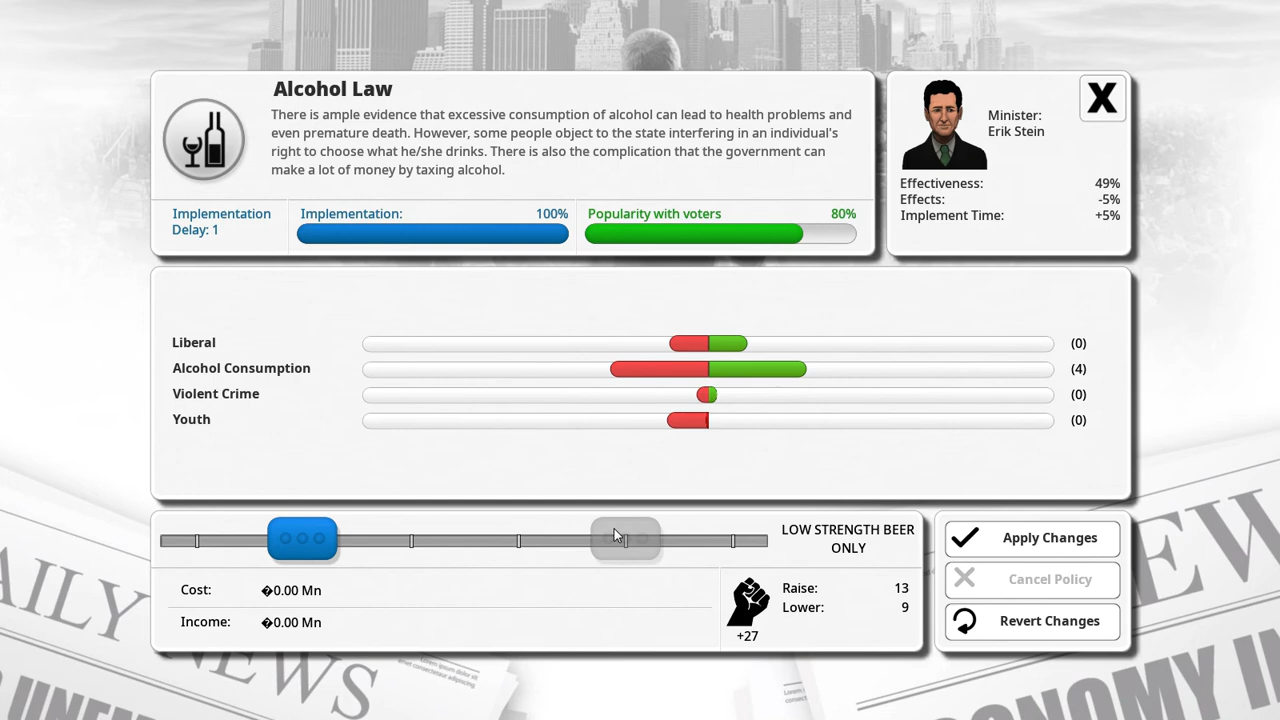 Alcohol Law
There is ample evidence that excessive consumption of alcohol can lead to health problems and
even premature death. However, some people object to the state interfering in an individual's
right to choose what he/she drinks. There is also the complication that the government can
make a lot of money by taxing alcohol.
Implementation
Delay: 1
Implementation: 100%
Popularity with voters 80%
X
Minister:
Erik Stein
Effectiveness: 49%
Effects: -5%
Implement Time: +5%
Liberal (0)
Alcohol Consumption (4)
Violent Crime (0)
Youth (0)
LOW STRENGTH BEER
ONLY
Cost: �0.00 Mn
Income: �0.00 Mn
+27
Raise: 13
Lower: 9
Apply Changes
Cancel Policy
Revert Changes